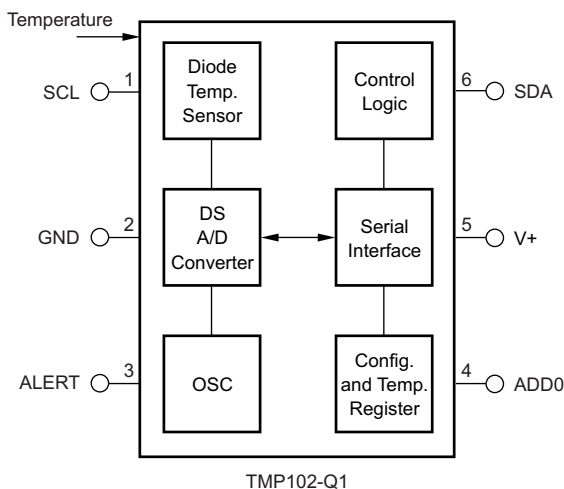 Temperature
1
SCL
Diode
Temp.
Sensor
Control
Logic
6
SDA
2
GND
DS
A/D
Converter
Serial
Interface
5
V+
3
ALERT
OSC
Config.
and Temp.
Register
4
ADD0
TMP102-Q1